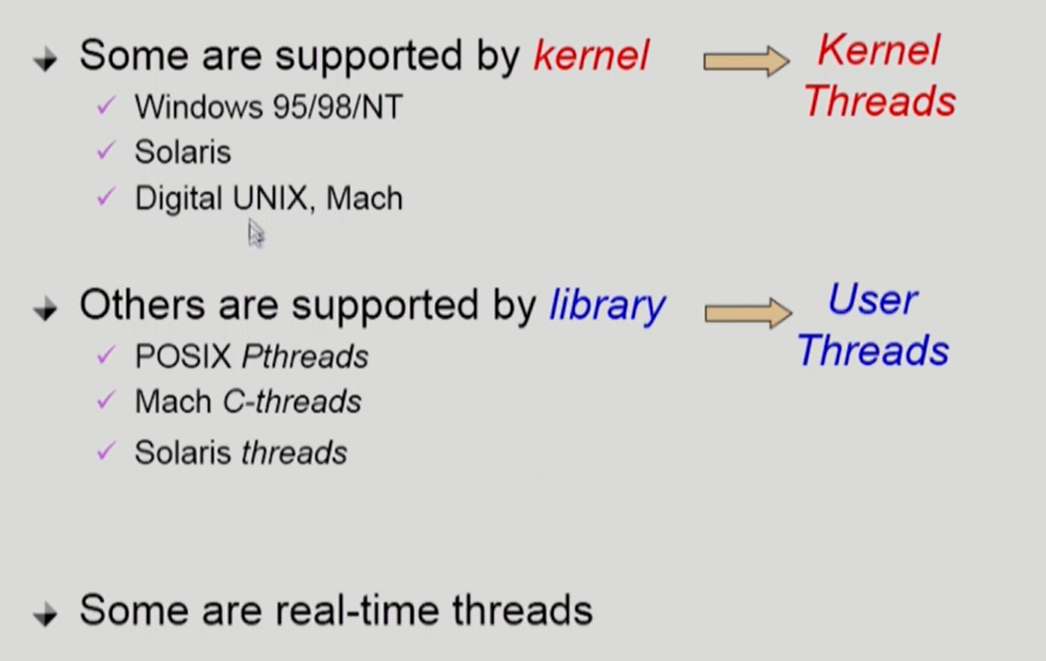 Some are supported by kernel
Kernel
Threads
Windows 95/98/NT
Solaris
Digital UNIX, Mach
Others are supported by library
User
Threads
POSIX Pthreads
Mach C-threads
Solaris threads
Some are real-time threads